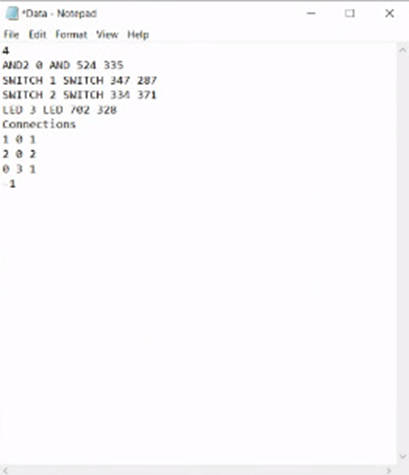 *Data - Notepad
File Edit Format View Help
4
AND2 0 AND 524 335
SWITCH 1 SWITCH 347 287
SWITCH 2 SWITCH 334 371
LED 3 LED 702 328
Connections
1 0 1
2 0 2
0 3 1
-1